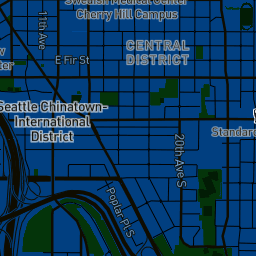 Swedish Medical Center
Cherry Hill Campus
11th Ave
CENTRAL
DISTRICT
E Fir St
Seattle Chinatown-
International
District
Standard
20th Ave S
Poplar Pl S